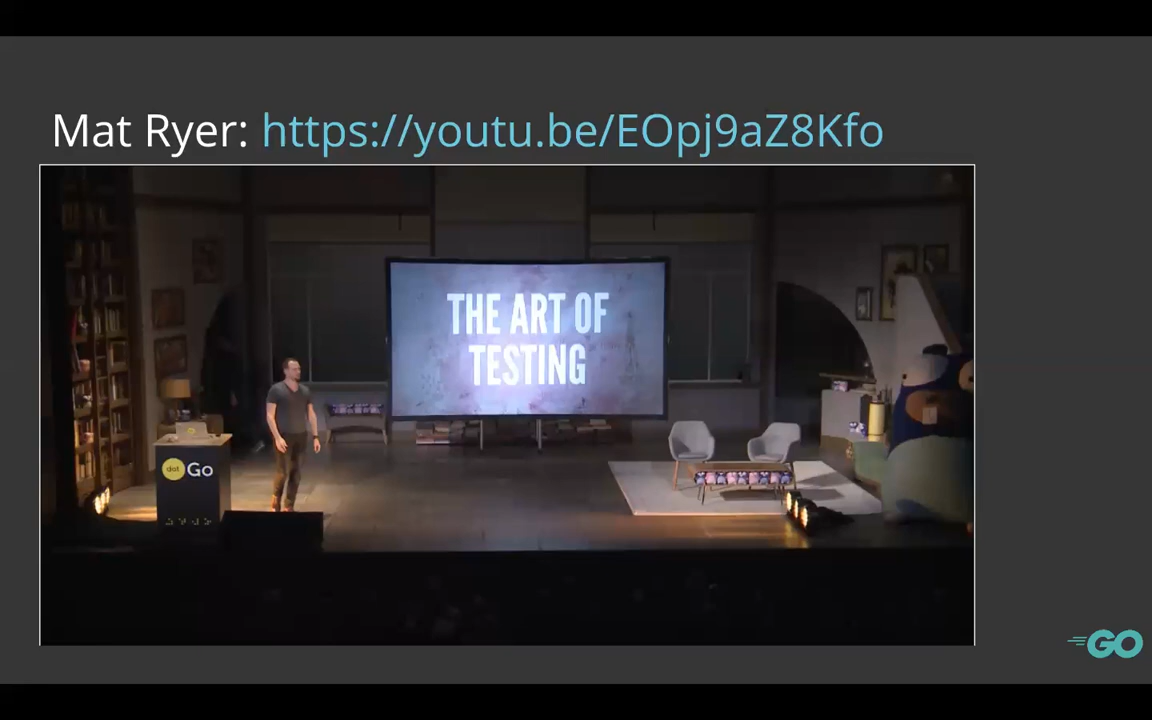 Mat Ryer: https://youtu.be/EOpj9aZ8Kfo
THE ART OF
TESTING
dot Go
GO